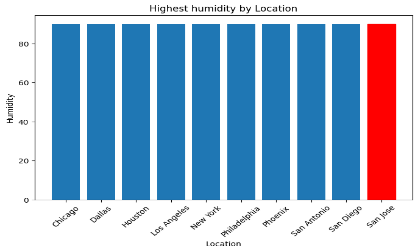 Highest humidity by Location
Humidity
80
60
40
20
0
Chicago
Dallas
Houston
Los Angeles
New York
Philadelphia
Phoenix
San Antonio
San Diego
San Jose
Location